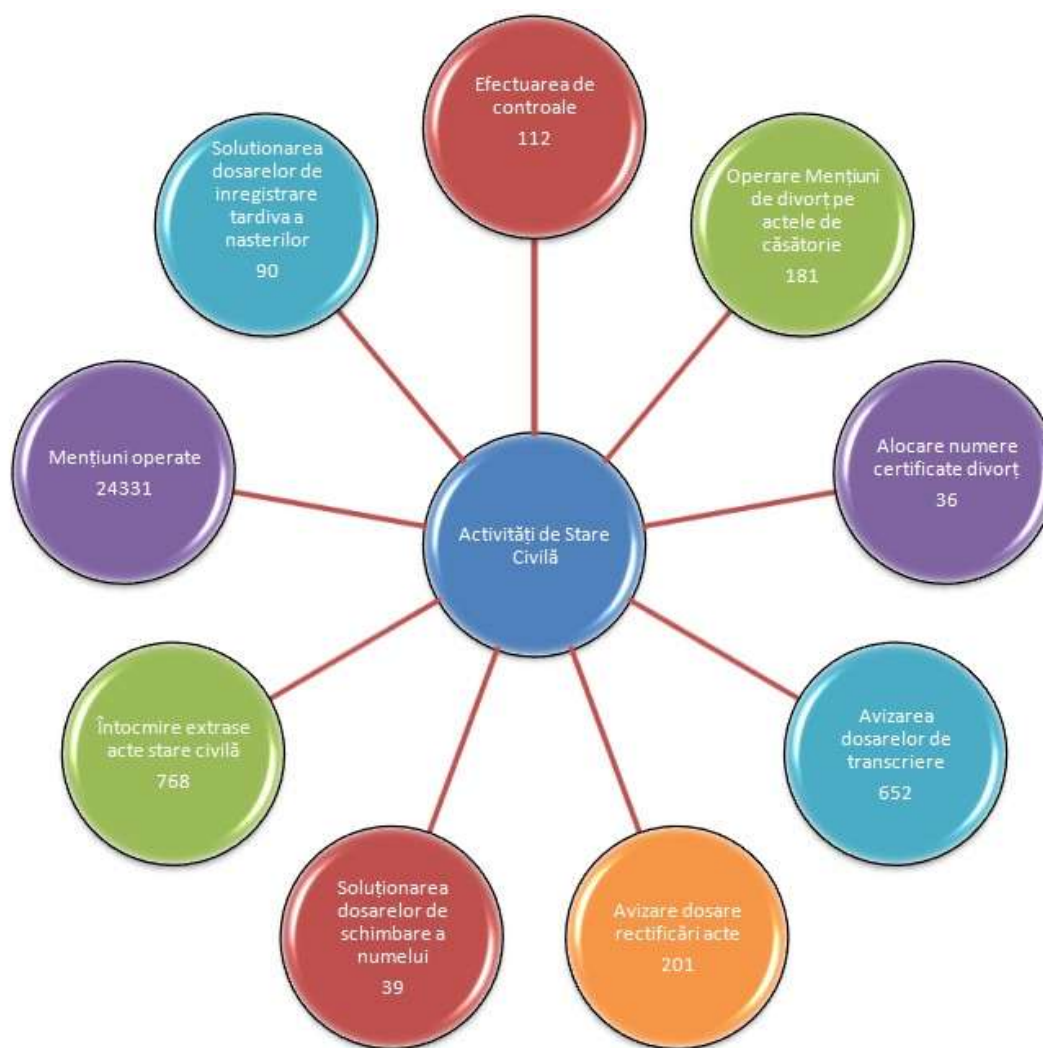 Efectuarea de
controale
112
Operare Mențiuni
de divorț pe
actele de
căsătorie
181
Alocare numere
certificate divorț
36
Avizarea
dosarelor de
transcriere
652
Avizare dosare
rectificări acte
201
Soluționarea
dosarelor de
schimbare a
numelui
39
Întocmire extrase
acte stare civilă
768
Mențiuni operate
24331
Solutionarea
dosarelor de
inregistrare
tardiva a
nasterilor
90
Activități de Stare
Civilă